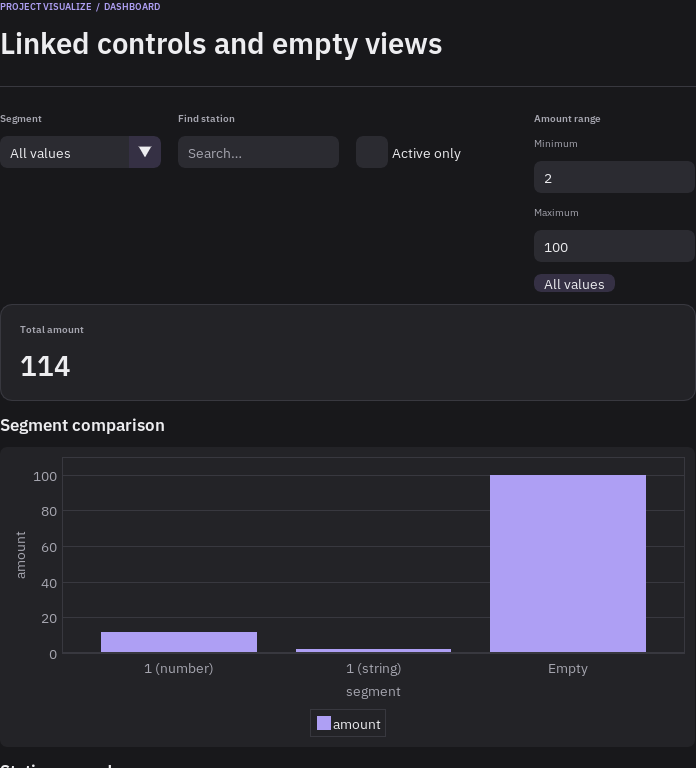 PROJECT VISUALIZE / DASHBOARD
Linked controls and empty views
Segment
All values
Find station
Search...
Active only
Amount range
Minimum
2
Maximum
100
All values
Total amount
114
Segment comparison
100
80
60
40
20
0
amount
1 (number)
1 (string)
Empty
segment
amount